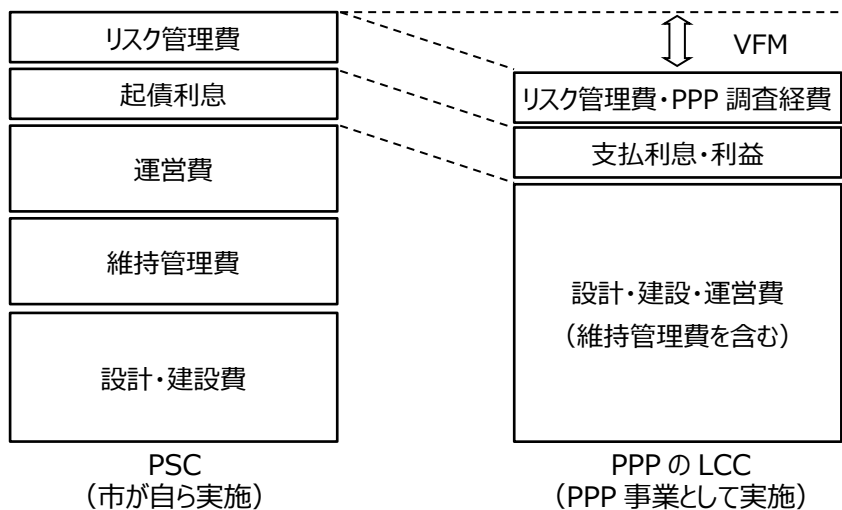 リスク管理費
起債利息
運営費
維持管理費
設計・建設費
PSC
（市が自ら実施）
VFM
リスク管理費・PPP 調査経費
支払利息・利益
設計・建設・運営費
（維持管理費を含む）
PPP の LCC
（PPP 事業として実施）